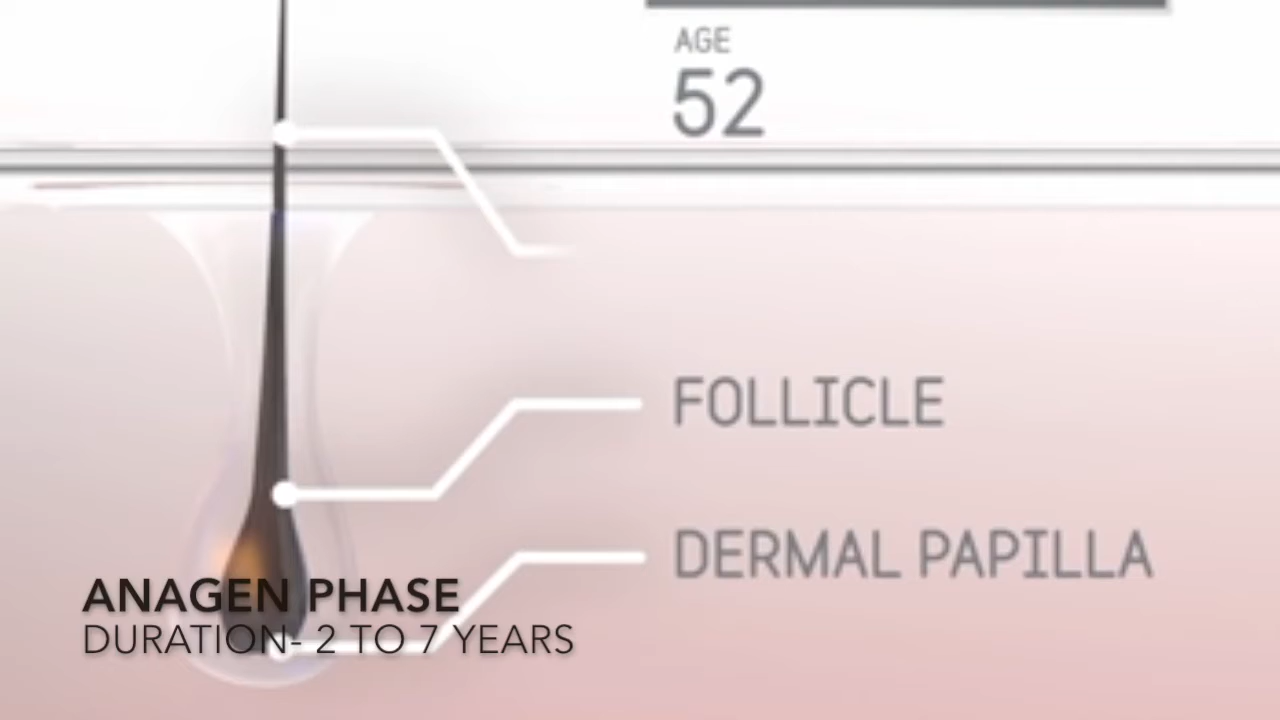 AGE
52
FOLLICLE
DERMAL PAPILLA
ANAGEN PHASE
DURATION- 2 TO 7 YEARS